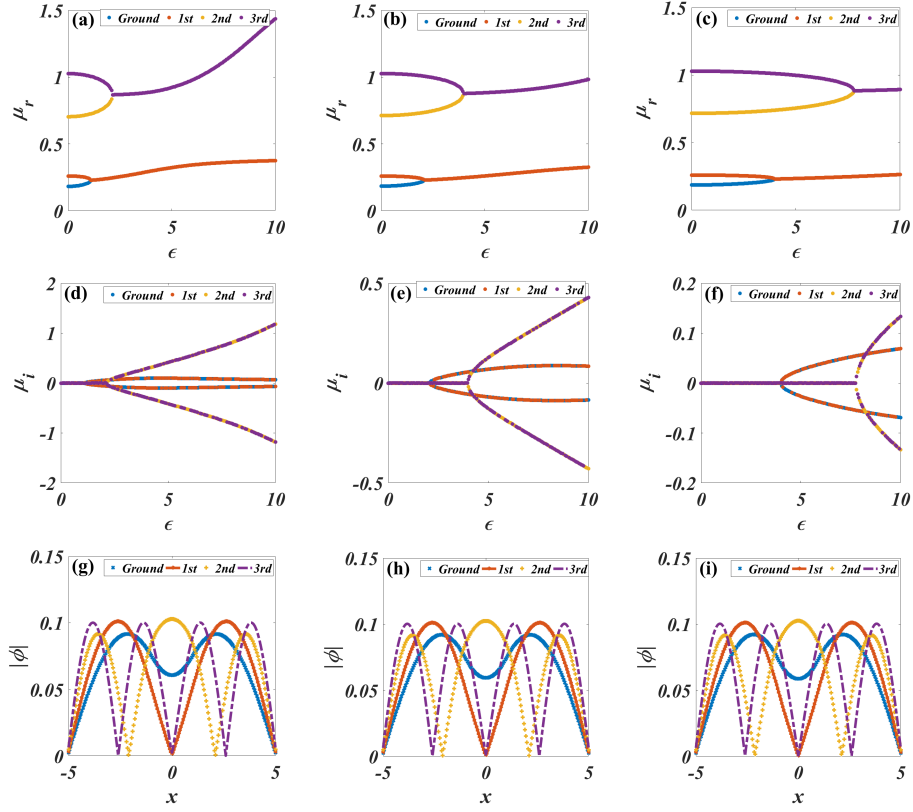 (a) Ground 1st 2nd 3rd
1.5
1
0.5
0
μr
0 5 10
ϵ
(b) Ground 1st 2nd 3rd
1.5
1
0.5
0
μr
0 5 10
ϵ
(c) Ground 1st 2nd 3rd
1.5
1
0.5
0
μr
0 5 10
ϵ
(d) Ground 1st 2nd 3rd
2
1
0
-1
-2
μi
0 5 10
ϵ
(e) Ground 1st 2nd 3rd
0.5
0
-0.5
μi
0 5 10
ϵ
(f) Ground 1st 2nd 3rd
0.2
0.1
0
-0.1
-0.2
μi
0 5 10
ϵ
(g) Ground 1st 2nd 3rd
0.15
0.1
0.05
0
|ϕ|
-5 0 5
x
(h) Ground 1st 2nd 3rd
0.15
0.1
0.05
0
|ϕ|
-5 0 5
x
(i) Ground 1st 2nd 3rd
0.15
0.1
0.05
0
|ϕ|
-5 0 5
x